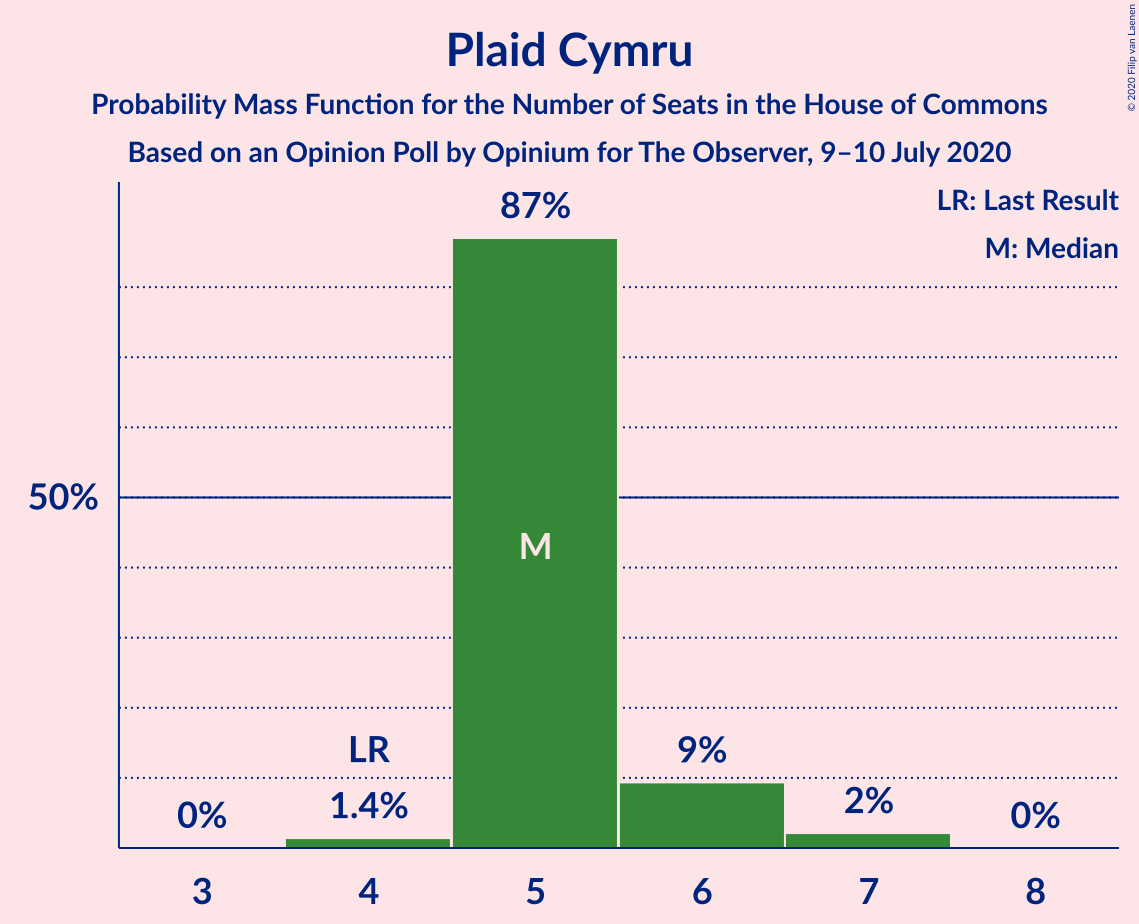 Plaid Cymru
Probability Mass Function for the Number of Seats in the House of Commons
Based on an Opinion Poll by Opinium for The Observer, 9–10 July 2020
© 2020 Filip van Laenen
LR: Last Result
M: Median
87%
50%
M
LR
9%
0%
1.4%
2%
0%
3
4
5
6
7
8